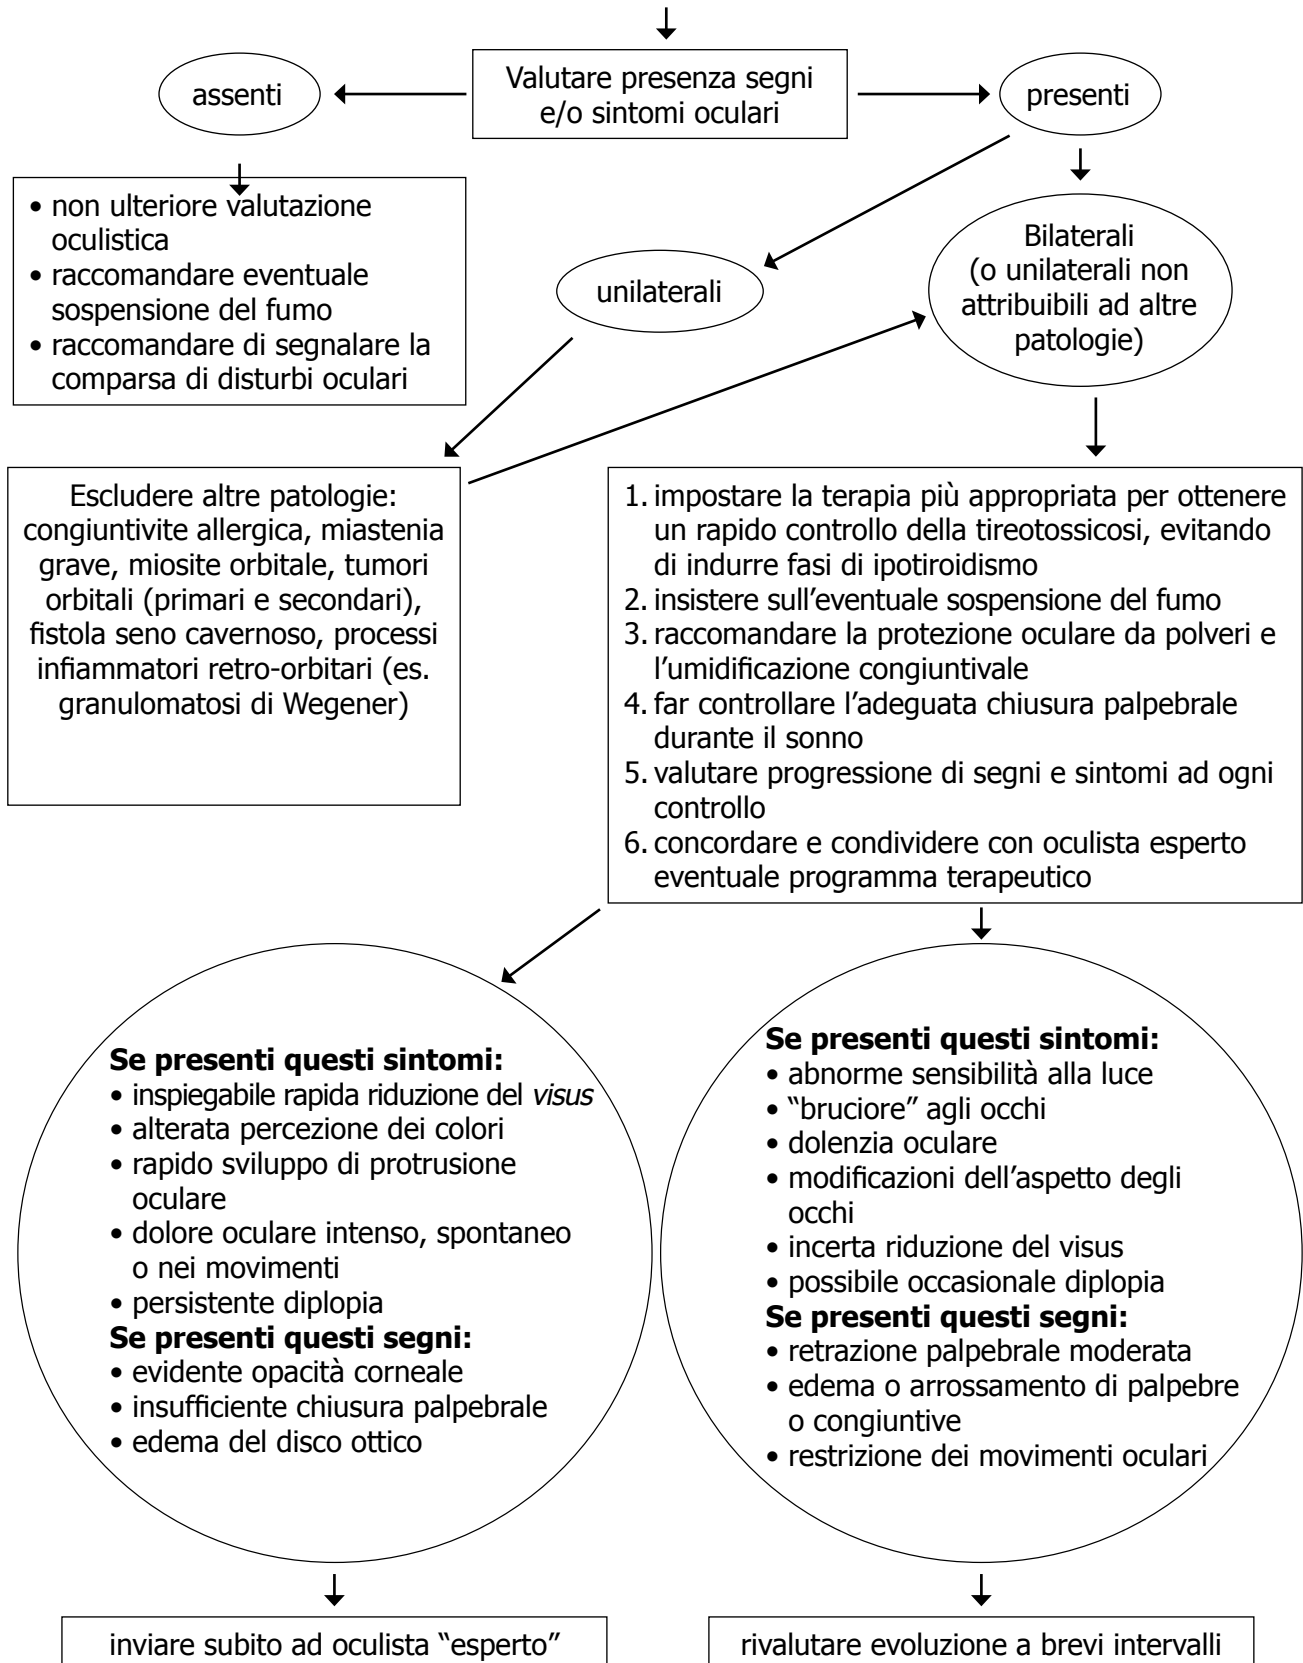 Valutare presenza segni
e/o sintomi oculari
assenti
presenti
• non ulteriore valutazione
oculistica
• raccomandare eventuale
sospensione del fumo
• raccomandare di segnalare la
comparsa di disturbi oculari
unilaterali
Bilaterali
(o unilaterali non
attribuibili ad altre
patologie)
Escludere altre patologie:
congiuntivite allergica, miastenia
grave, miosite orbitale, tumori
orbitali (primari e secondari),
fistola seno cavernoso, processi
infiammatori retro-orbitari (es.
granulomatosi di Wegener)
1. impostare la terapia più appropriata per ottenere
un rapido controllo della tireotossicosi, evitando
di indurre fasi di ipotiroidismo
2. insistere sull’eventuale sospensione del fumo
3. raccomandare la protezione oculare da polveri e
l’umidificazione congiuntivale
4. far controllare l’adeguata chiusura palpebrale
durante il sonno
5. valutare progressione di segni e sintomi ad ogni
controllo
6. concordare e condividere con oculista esperto
eventuale programma terapeutico
Se presenti questi sintomi:
• inspiegabile rapida riduzione del visus
• alterata percezione dei colori
• rapido sviluppo di protrusione
oculare
• dolore oculare intenso, spontaneo
o nei movimenti
• persistente diplopia
Se presenti questi segni:
• evidente opacità corneale
• insufficiente chiusura palpebrale
• edema del disco ottico
Se presenti questi sintomi:
• abnorme sensibilità alla luce
• “bruciore” agli occhi
• dolenzia oculare
• modificazioni dell’aspetto degli
occhi
• incerta riduzione del visus
• possibile occasionale diplopia
Se presenti questi segni:
• retrazione palpebrale moderata
• edema o arrossamento di palpebre
o congiuntive
• restrizione dei movimenti oculari
inviare subito ad oculista “esperto”
rivalutare evoluzione a brevi intervalli